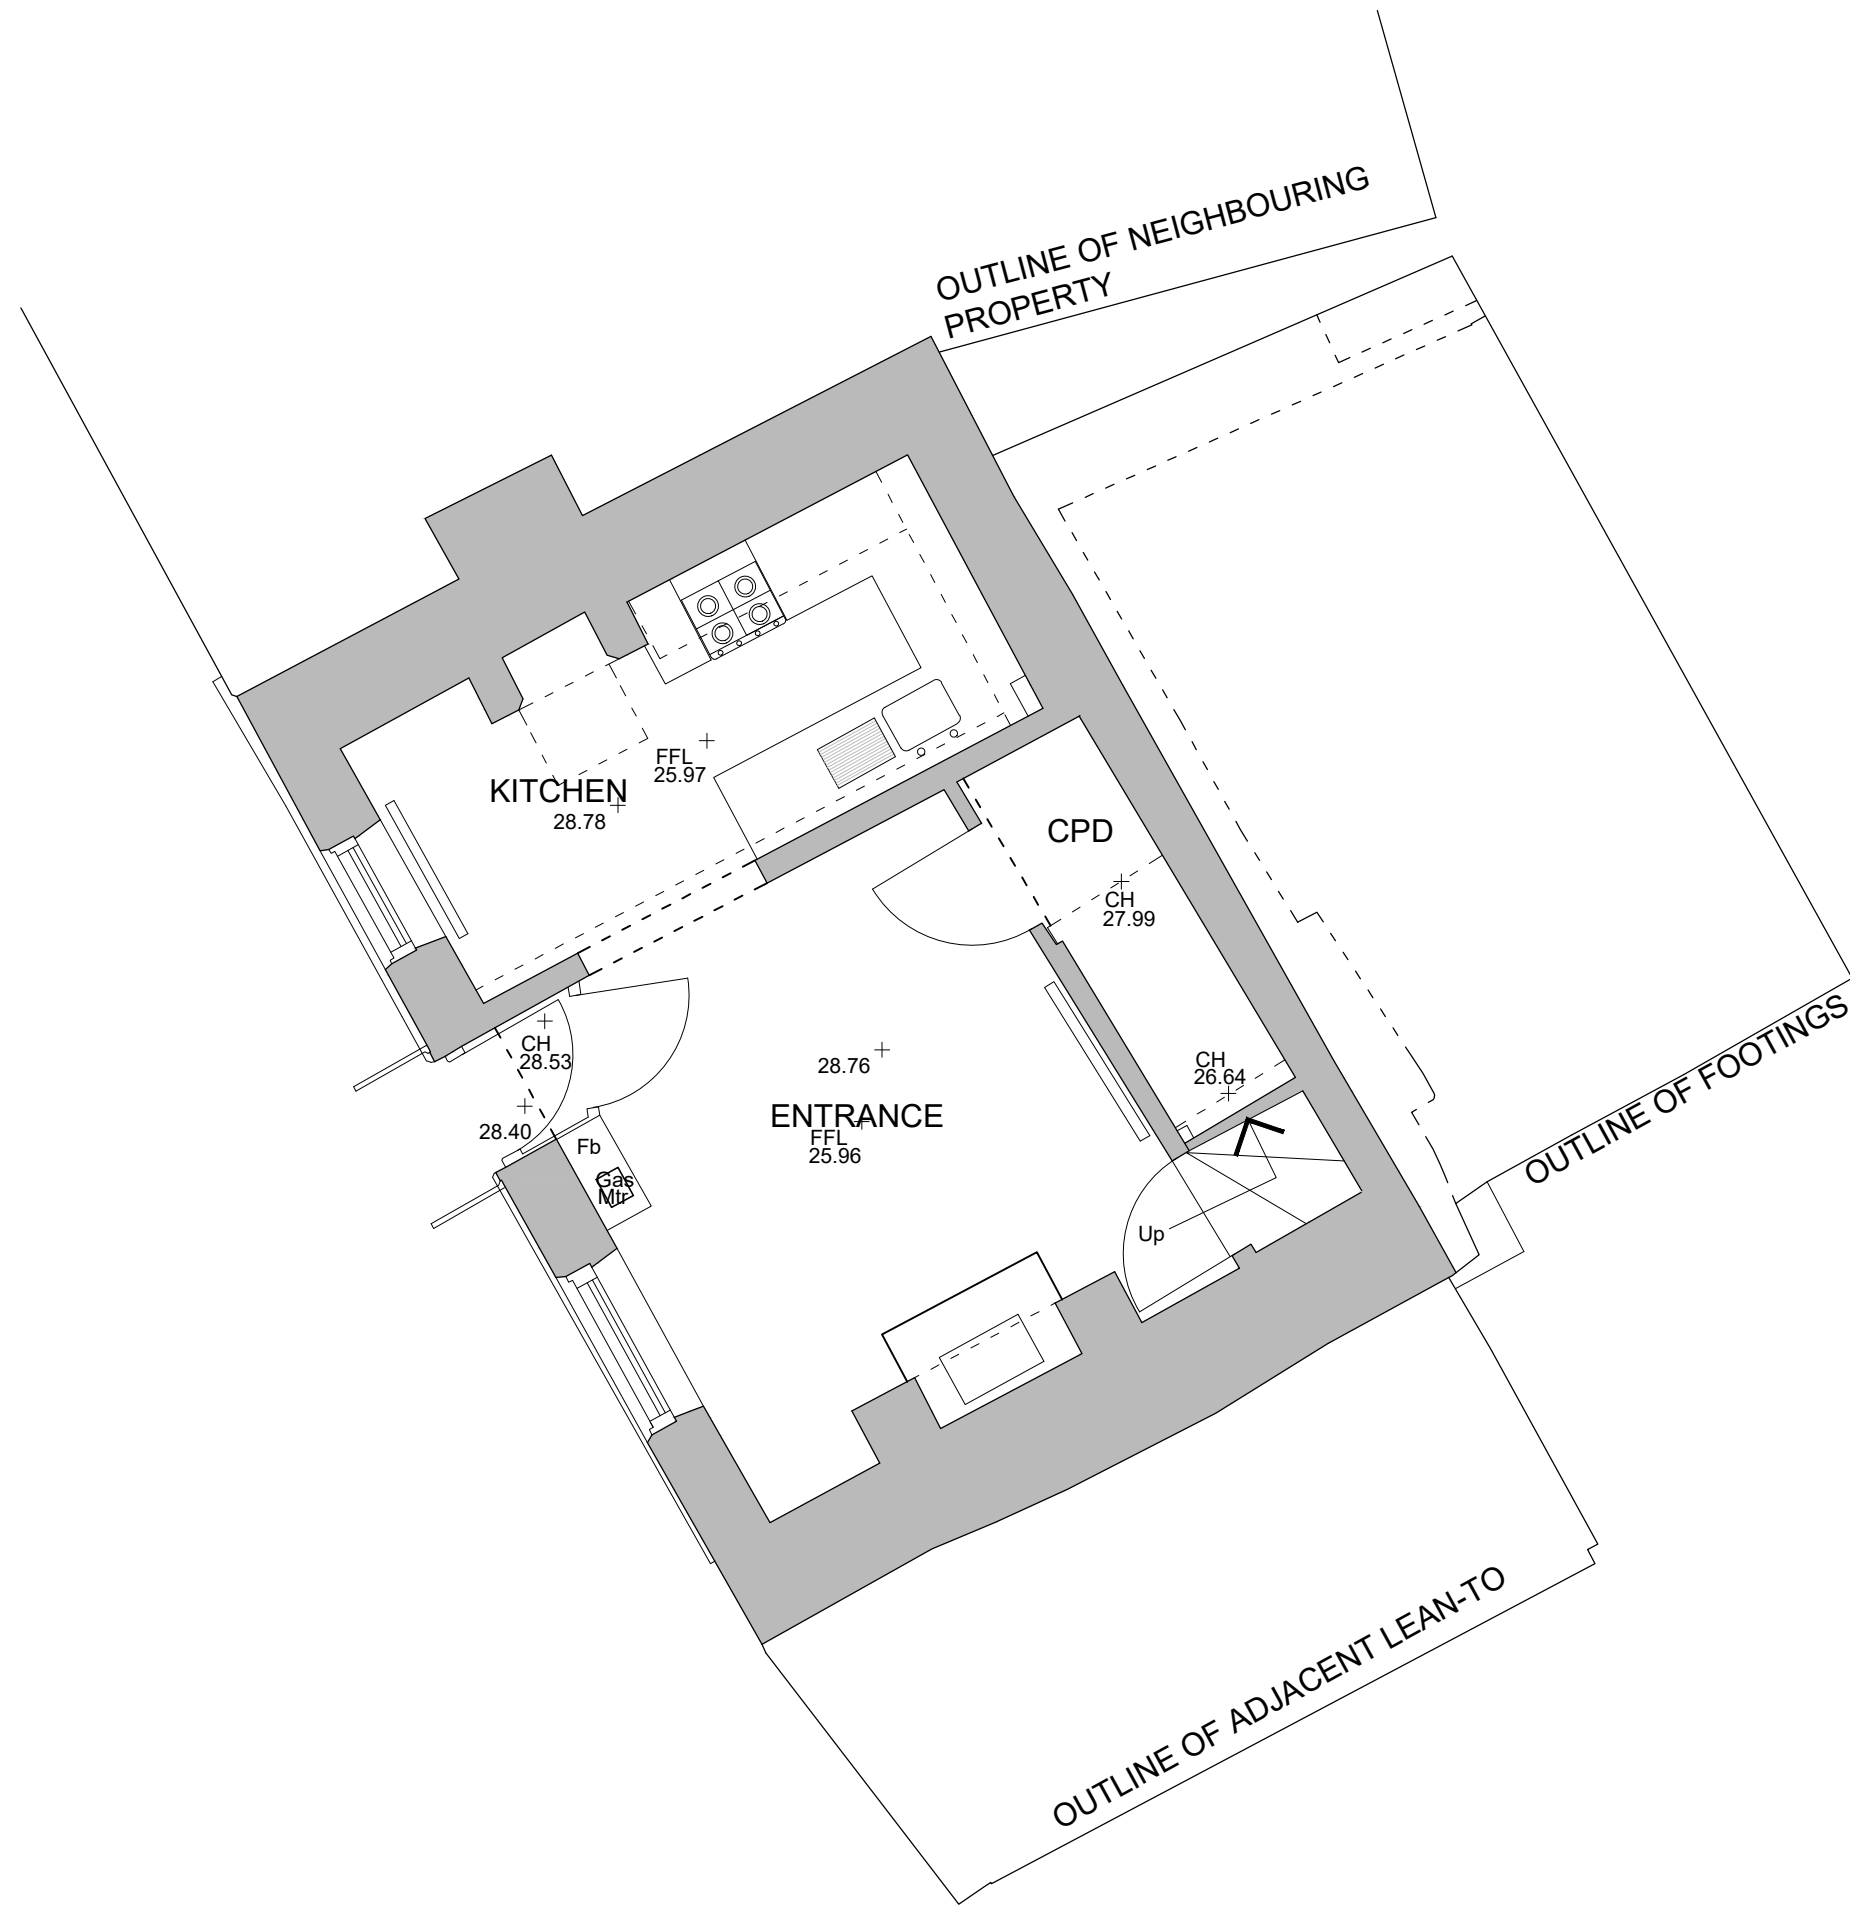 OUTLINE OF NEIGHBOURING
PROPERTY
FFL
25.97
KITCHEN
28.78
CPD
CH
27.99
CH
28.53
28.40
28.76
ENTRANCE
FFL
25.96
CH
26.64
Fb
Gas
Mtr
Up
OUTLINE OF FOOTINGS
OUTLINE OF ADJACENT LEAN-TO